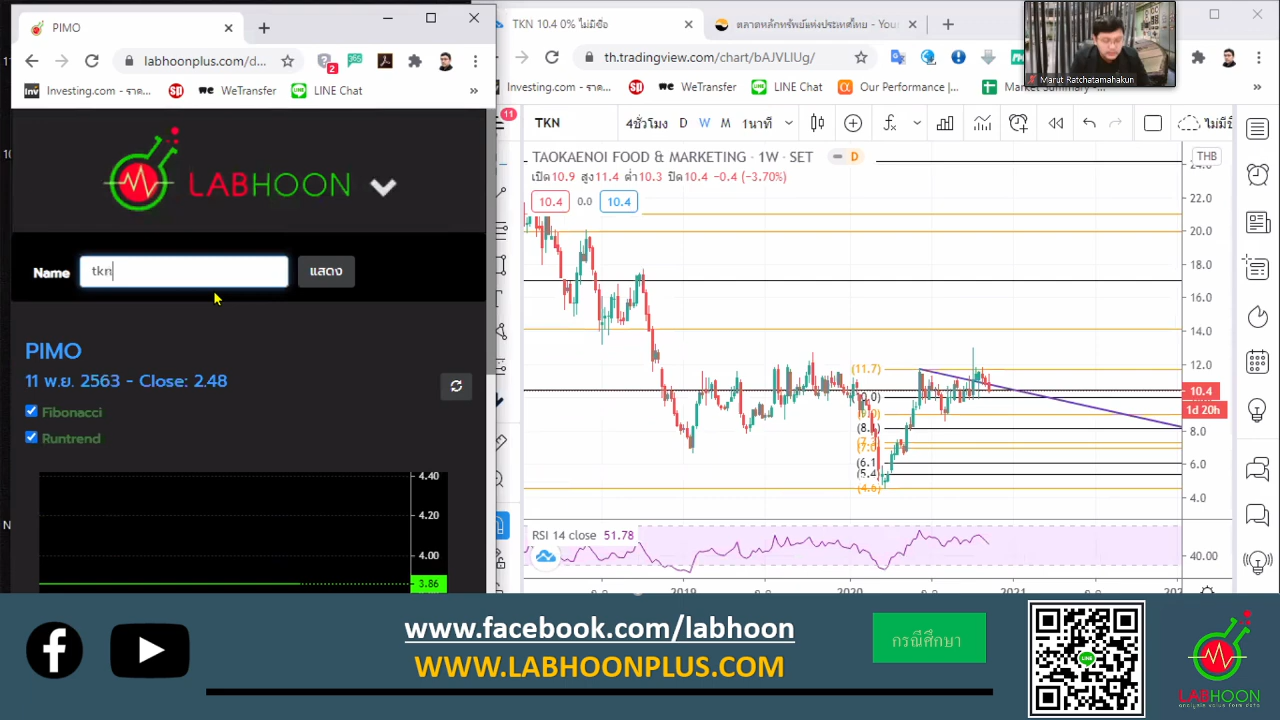 PIMO
labhoonplus.com/d...
Investing.com - ราค...
WeTransfer
LINE Chat
»
LABHOON
Name
tkn
แสดง
PIMO
11 พ.ย. 2563 - Close: 2.48
Fibonacci
Runtrend
4.40
4.20
4.00
3.86
TKN 10.4 0% ไม่มีชื่อ
ตลาดหลักทรัพย์แห่งประเทศไทย - You
th.tradingview.com/chart/bAJVLIUg/
Investing.com - ราค...
WeTransfer
LINE Chat
Our Performance |...
Market Summary -...
»
Marut Ratchatamahakun
11
TKN
4ชั่วโมง D W M 1นาที
ไม่มีชื่
TAOKAENOI FOOD & MARKETING · 1W · SET
D
เปิด10.9 สูง11.4 ต่ำ10.3 ปิด10.4 −0.4 (−3.70%)
10.4 0.0 10.4
THB
24.0
22.0
20.0
18.0
16.0
14.0
12.0
10.4
1d 20h
8.0
6.0
4.0
(11.7)
(5.4)
(4.6)
RSI 14 close 51.78
40.00
2019
2020
2021
www.facebook.com/labhoon
WWW.LABHOONPLUS.COM
กรณีศึกษา
LINE
LABHOON
analysis value form data